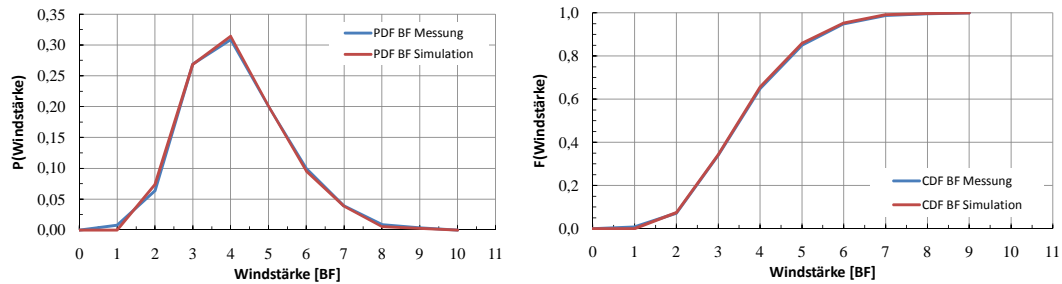 P(Windstärke)
0,35
0,30
0,25
0,20
0,15
0,10
0,05
0,00
PDF BF Messung
PDF BF Simulation
0 1 2 3 4 5 6 7 8 9 10 11
Windstärke [BF]
F(Windstärke)
1,0
0,8
0,6
0,4
0,2
0,0
CDF BF Messung
CDF BF Simulation
0 1 2 3 4 5 6 7 8 9 10 11
Windstärke [BF]